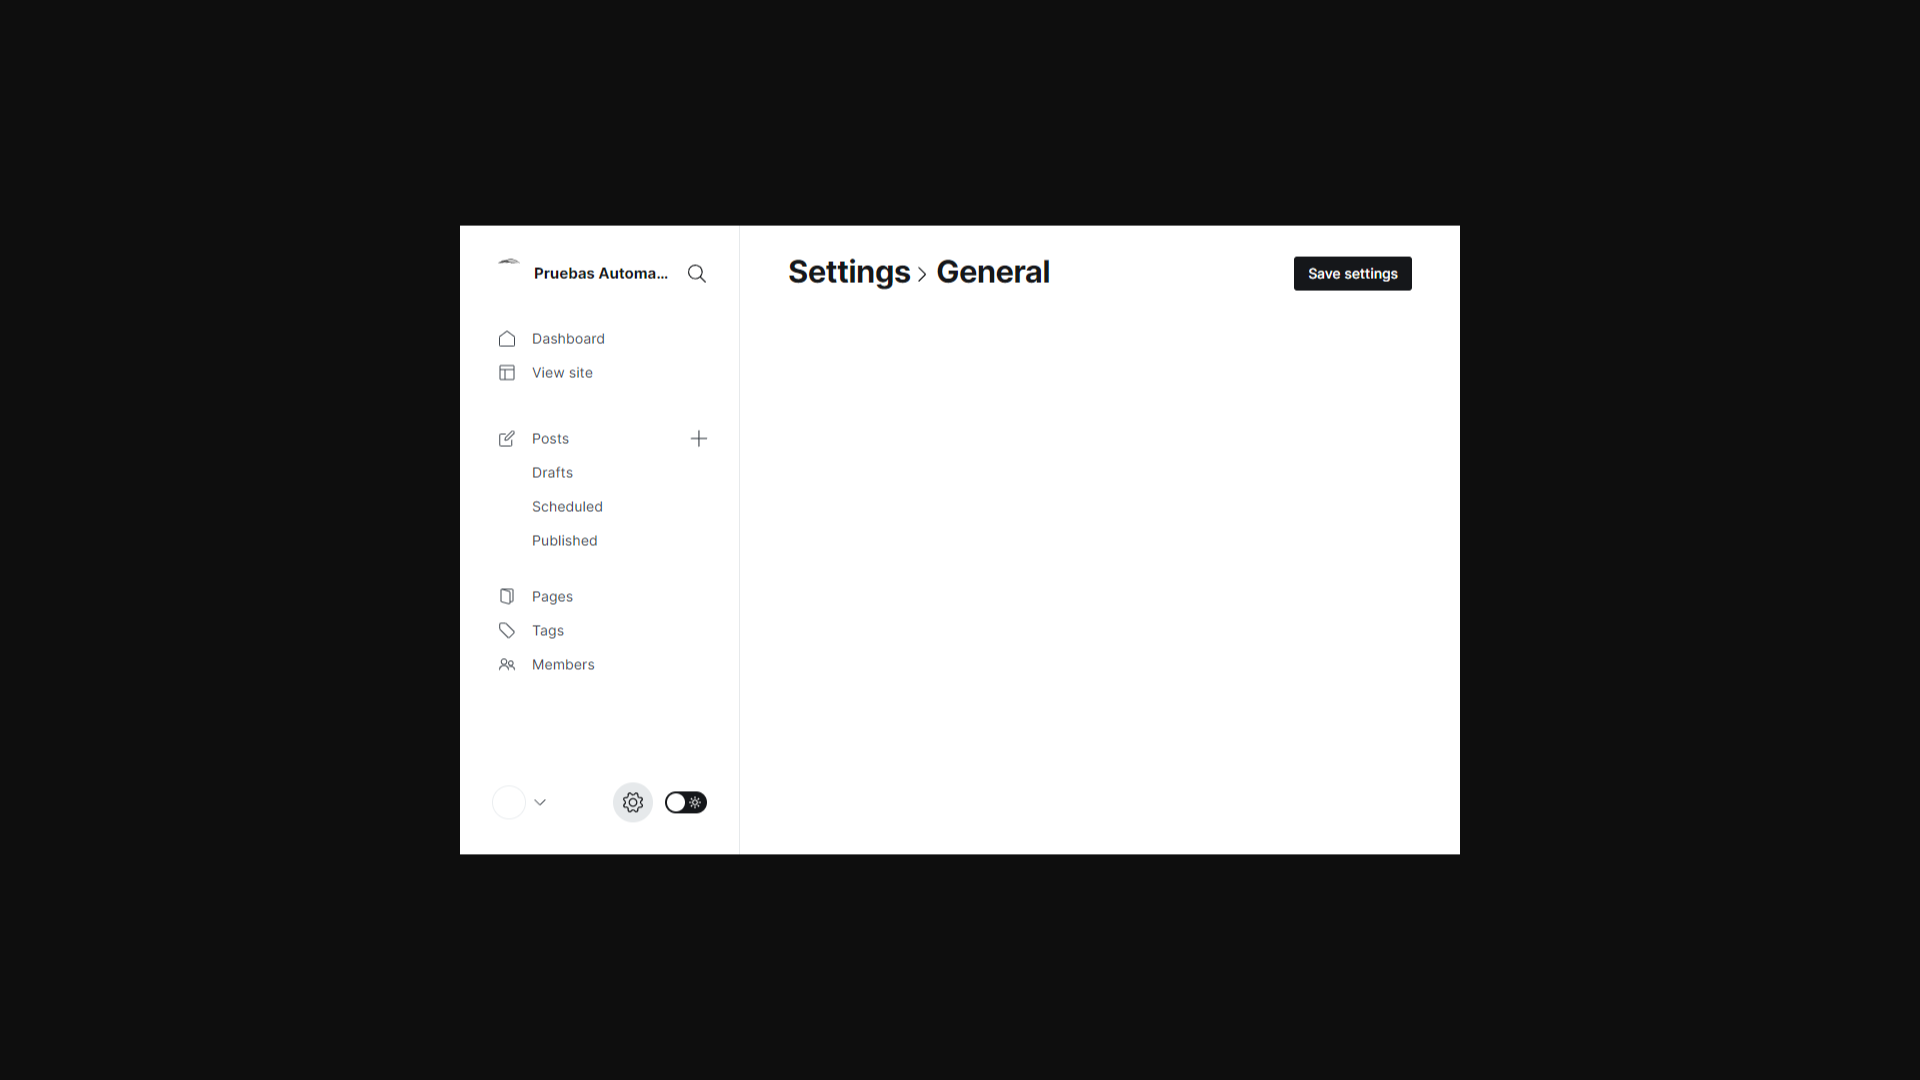 Pruebas Automa...
Settings > General
Save settings
Dashboard
View site
Posts
Drafts
Scheduled
Published
Pages
Tags
Members